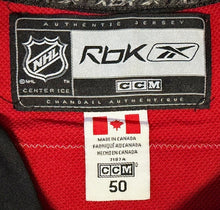 AUTHENTIC JERSEY
NHL
Rbk
©NHL
CENTER ICE
CCM
CHANDAIL AUTHENTIQUE
MADE IN CANADA
FABRIQUÉ AU CANADA
HECHO EN CANADA
CCM
50